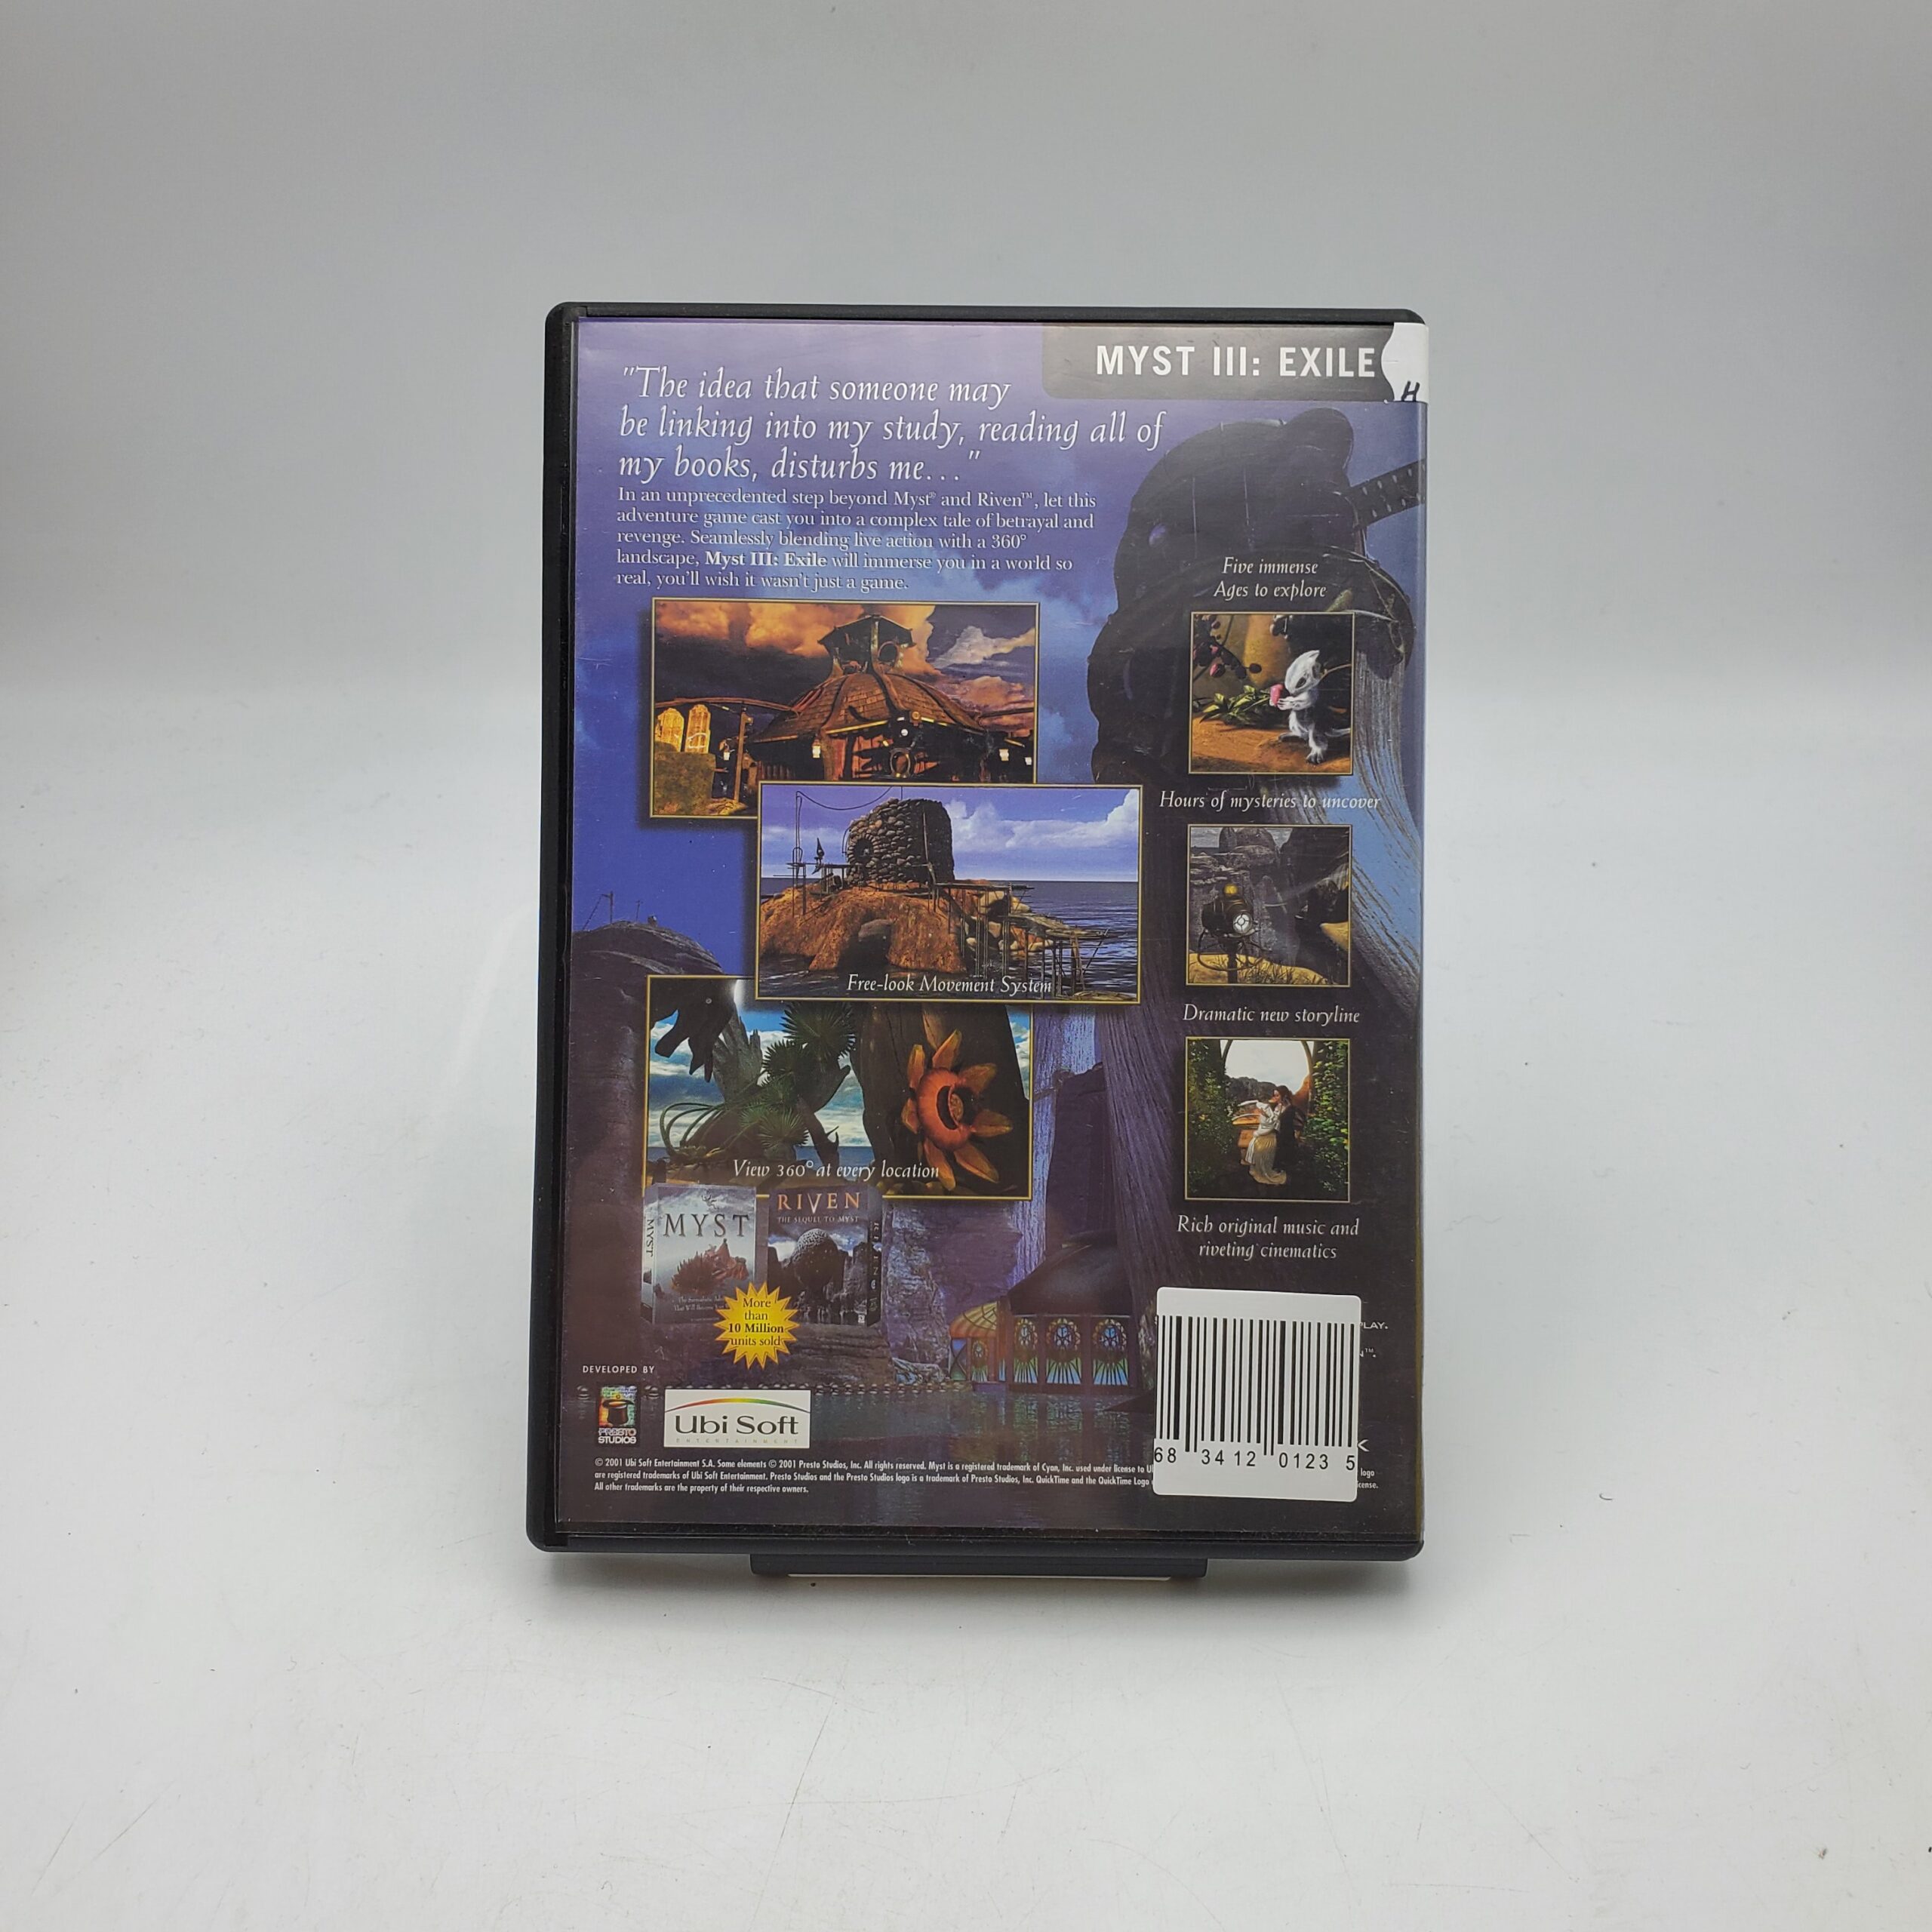 MYST III: EXILE
H
"The idea that someone may
be linking into my study, reading all of
my books, disturbs me..."
In an unprecedented step beyond Myst® and Riven™, let this
adventure game cast you into a complex tale of betrayal and
revenge. Seamlessly blending live action with a 360°
landscape, Myst III: Exile will immerse you in a world so
real, you'll wish it wasn't just a game.
Five immense
Ages to explore
Hours of mysteries to uncover
Free-look Movement System
Dramatic new storyline
View 360° at every location
Rich original music and
riveting cinematics
MYST
MYST
RIVEN
THE SEQUEL TO MYST
RIVEN
More
than
10 Million
units sold
PLAY.
DEVELOPED BY
PRESTO
STUDIOS
Ubi Soft
ENTERTAINMENT
68 3412 0123 5
© 2001 Ubi Soft Entertainment S.A. Some elements © 2001 Presto Studios, Inc. All rights reserved. Myst is a registered trademark of Cyan, Inc. used under license to U
logo
are registered trademarks of Ubi Soft Entertainment. Presto Studios and the Presto Studios logo is a trademark of Presto Studios, Inc. QuickTime and the QuickTime Logo
icense.
All other trademarks are the property of their respective owners.